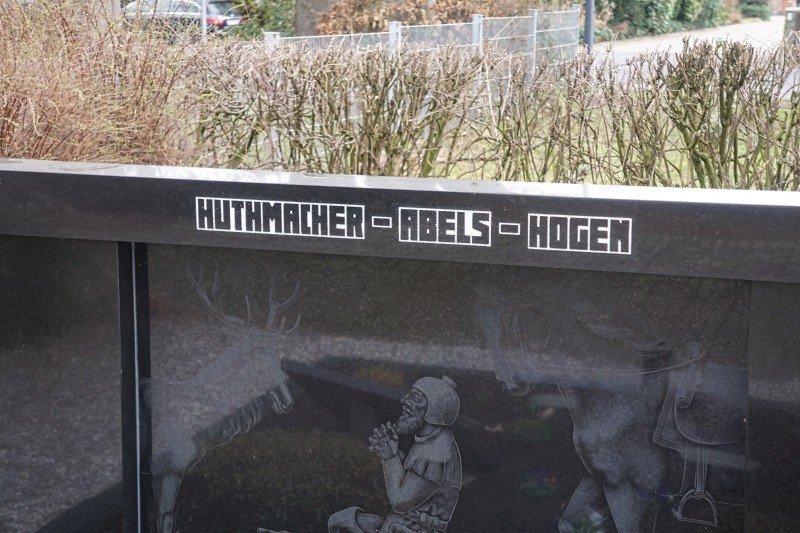 HUTHMACHER - ABELS - HOGEN